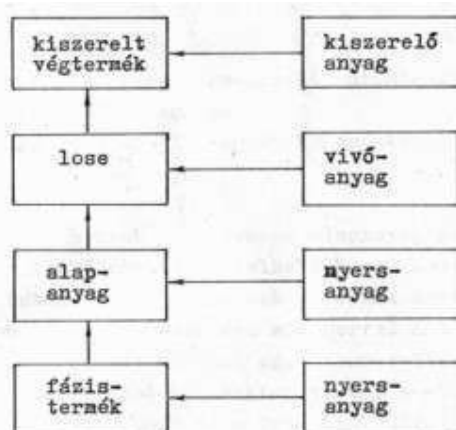 kiszerelt
végtermék
kiszerelő
anyag
lose
vivő-
anyag
alap-
anyag
nyers-
anyag
fázis-
termék
nyers-
anyag